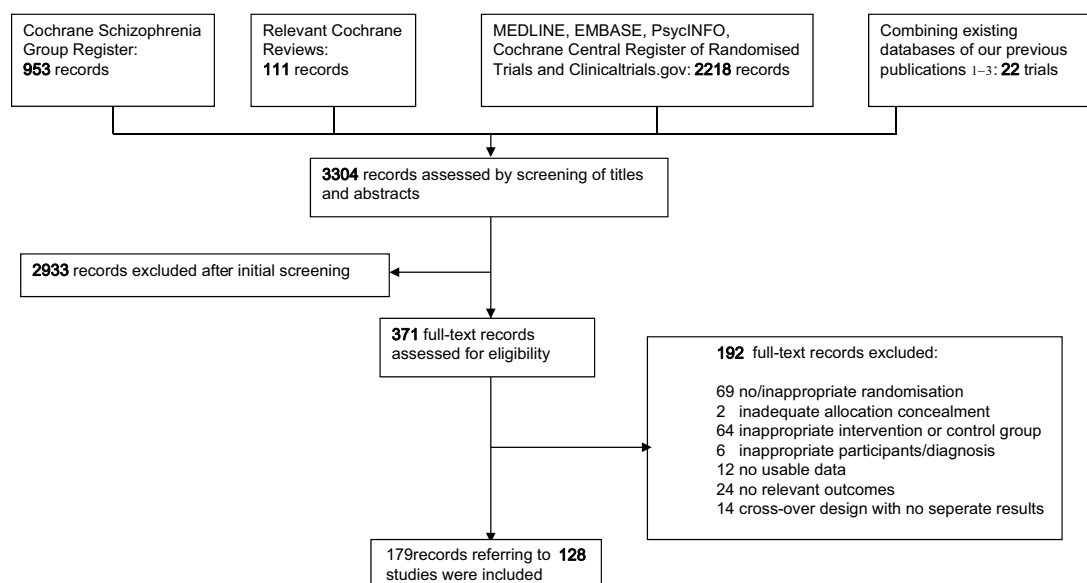 Cochrane Schizophrenia
Group Register:
953 records
Relevant Cochrane
Reviews:
111 records
MEDLINE, EMBASE, PsycINFO,
Cochrane Central Register of Randomised
Trials and Clinicaltrials.gov: 2218 records
Combining existing
databases of our previous
publications 1–3: 22 trials
3304 records assessed by screening of titles
and abstracts
2933 records excluded after initial screening
371 full-text records
assessed for eligibility
192 full-text records excluded:
69 no/inappropriate randomisation
2 inadequate allocation concealment
64 inappropriate intervention or control group
6 inappropriate participants/diagnosis
12 no usable data
24 no relevant outcomes
14 cross-over design with no seperate results
179records referring to 128
studies were included